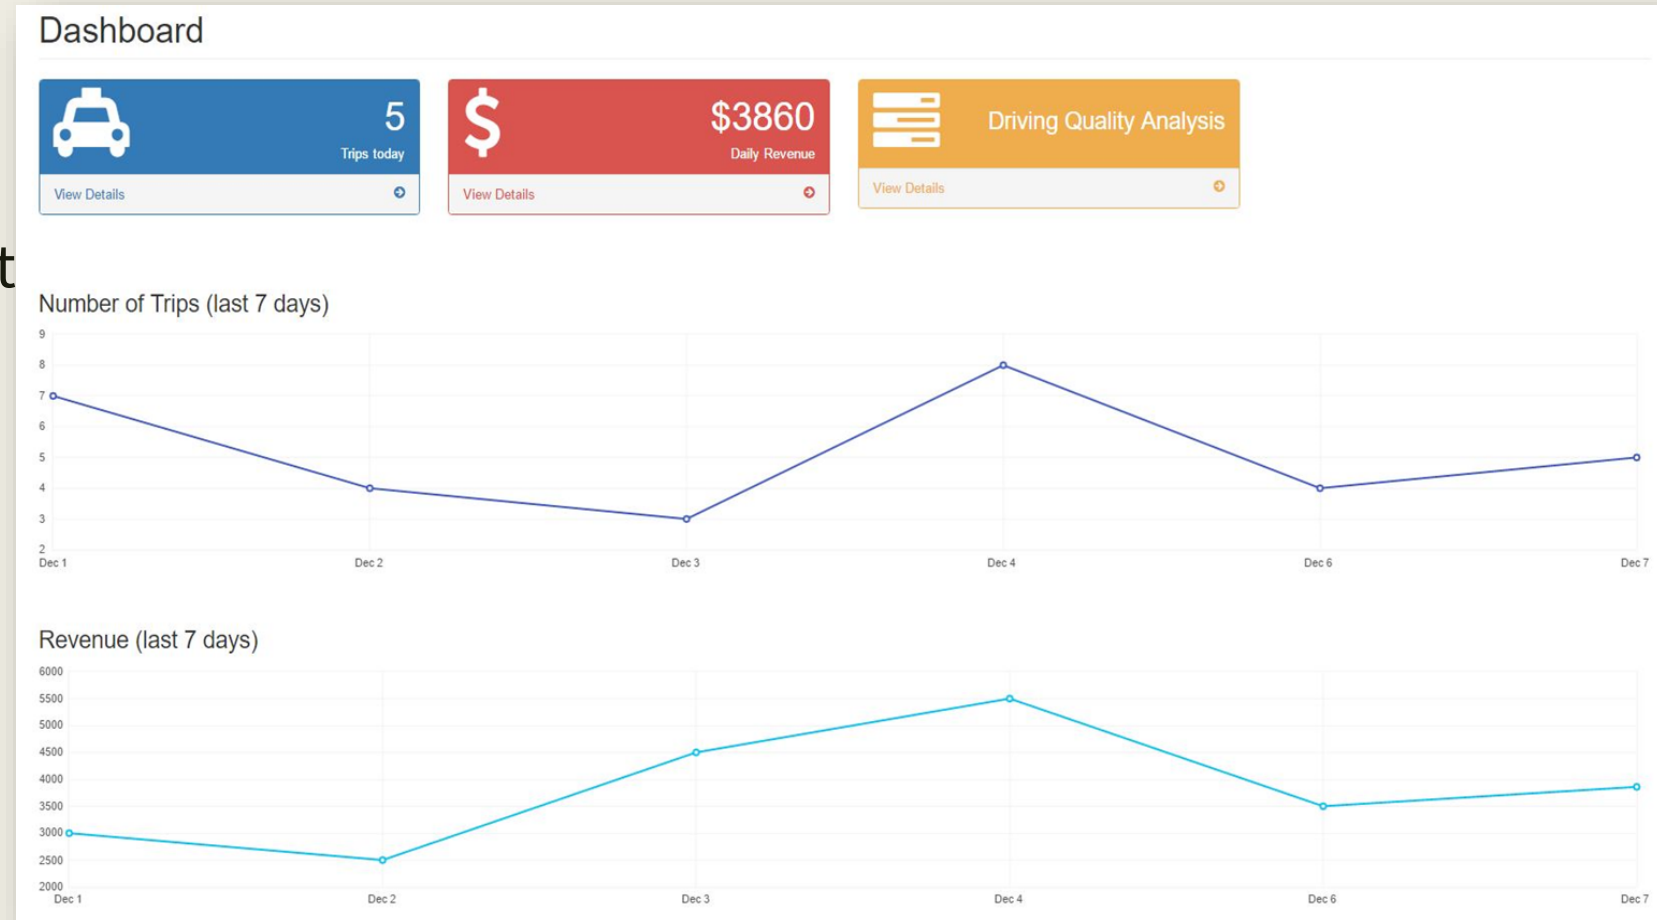 Dashboard
5
Trips today
View Details
$3860
Daily Revenue
View Details
Driving Quality Analysis
View Details
t
Number of Trips (last 7 days)
9
8
7
6
5
4
3
2
Dec 1 Dec 2 Dec 3 Dec 4 Dec 6 Dec 7
Revenue (last 7 days)
6000
5500
5000
4500
4000
3500
3000
2500
2000
Dec 1 Dec 2 Dec 3 Dec 4 Dec 6 Dec 7